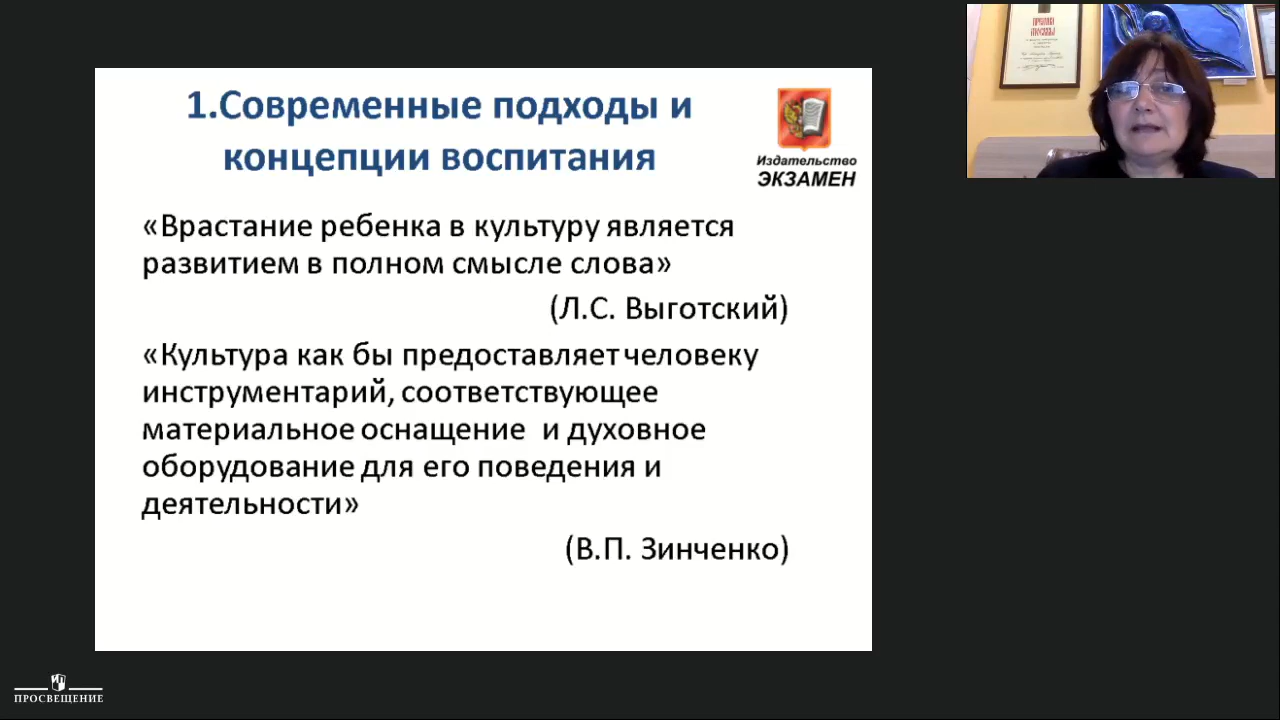 1.Современные подходы и
концепции воспитания
Издательство
ЭКЗАМЕН
«Врастание ребенка в культуру является
развитием в полном смысле слова»
(Л.С. Выготский)
«Культура как бы предоставляет человеку
инструментарий, соответствующее
материальное оснащение и духовное
оборудование для его поведения и
деятельности»
(В.П. Зинченко)
ПРОСВЕЩЕНИЕ